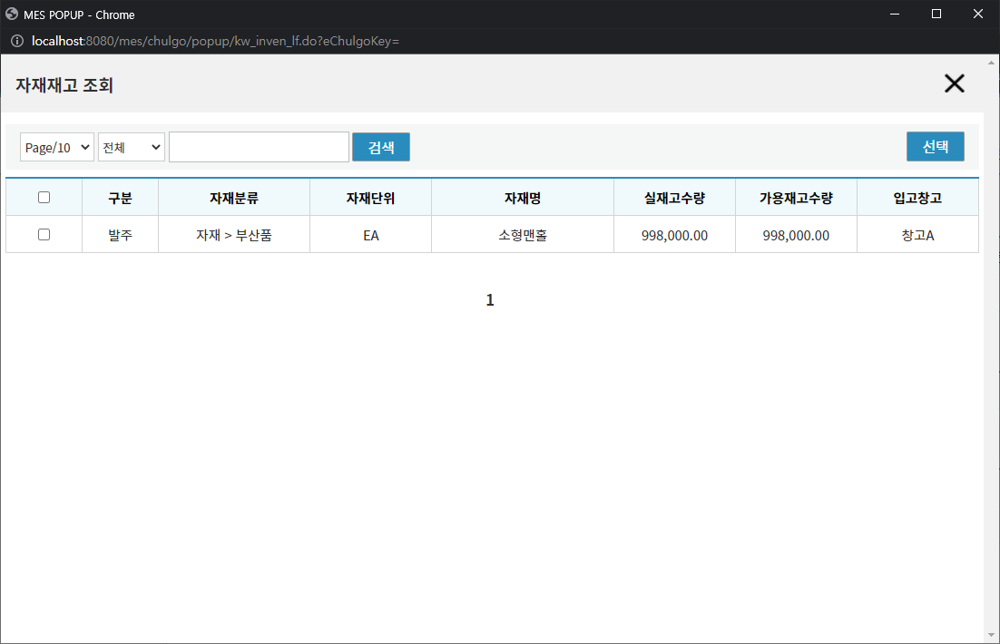 MES POPUP - Chrome
localhost:8080/mes/chulgo/popup/kw_inven_lf.do?eChulgoKey=
자재재고 조회
Page/10 전체 검색 선택
구분 자재분류 자재단위 자재명 실재고수량 가용재고수량 입고창고
발주 자재 > 부산품 EA 소형맨홀 998,000.00 998,000.00 창고A
1